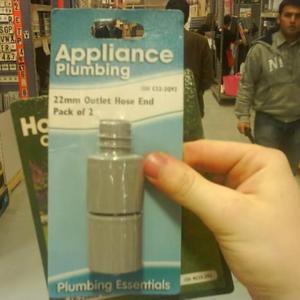 Appliance
Plumbing
22mm Outlet Hose End
Pack of 2
Plumbing Essentials